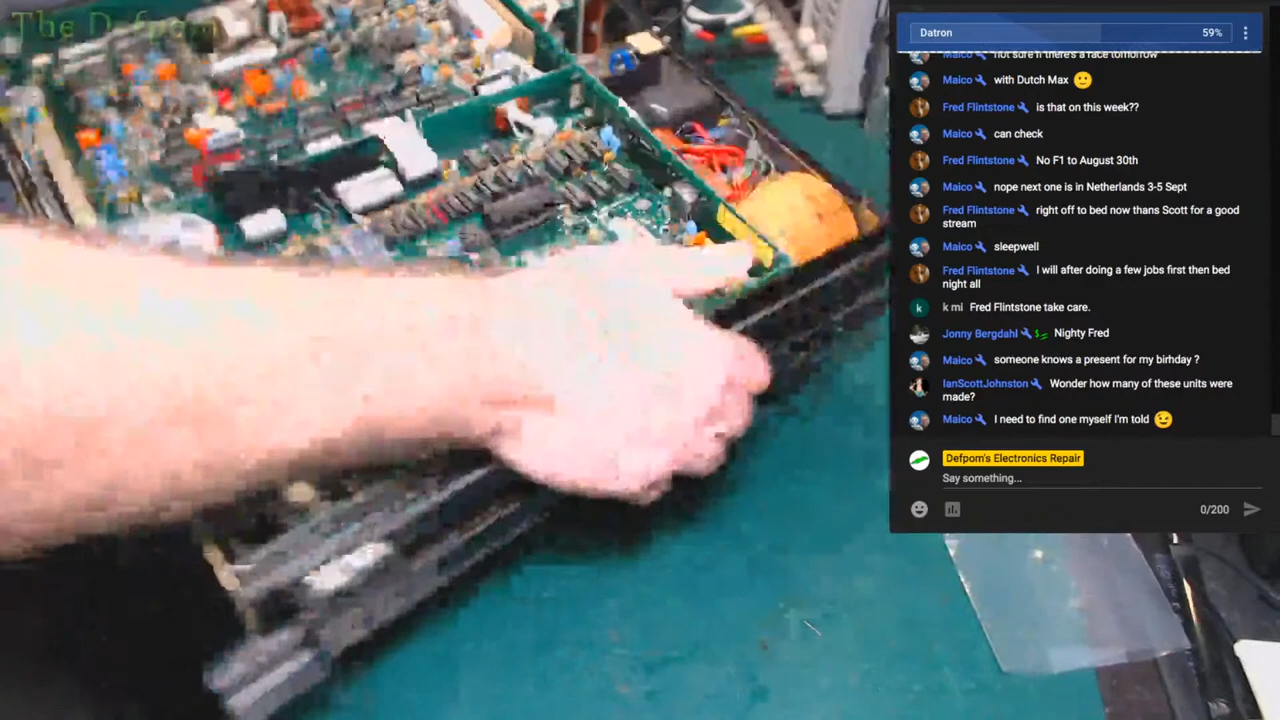 The Defpom
Datron
59%
Maico not sure if there's a race tomorrow
Maico with Dutch Max
Fred Flintstone is that on this week??
Maico can check
Fred Flintstone No F1 to August 30th
Maico nope next one is in Netherlands 3-5 Sept
Fred Flintstone right off to bed now thans Scott for a good
stream
Maico sleepwell
Fred Flintstone I will after doing a few jobs first then bed
night all
k
k mi Fred Flintstone take care.
Jonny Bergdahl Nighty Fred
Maico someone knows a present for my birhday ?
IanScottJohnston Wonder how many of these units were
made?
Maico I need to find one myself I'm told
Defpom's Electronics Repair
Say something...
0/200